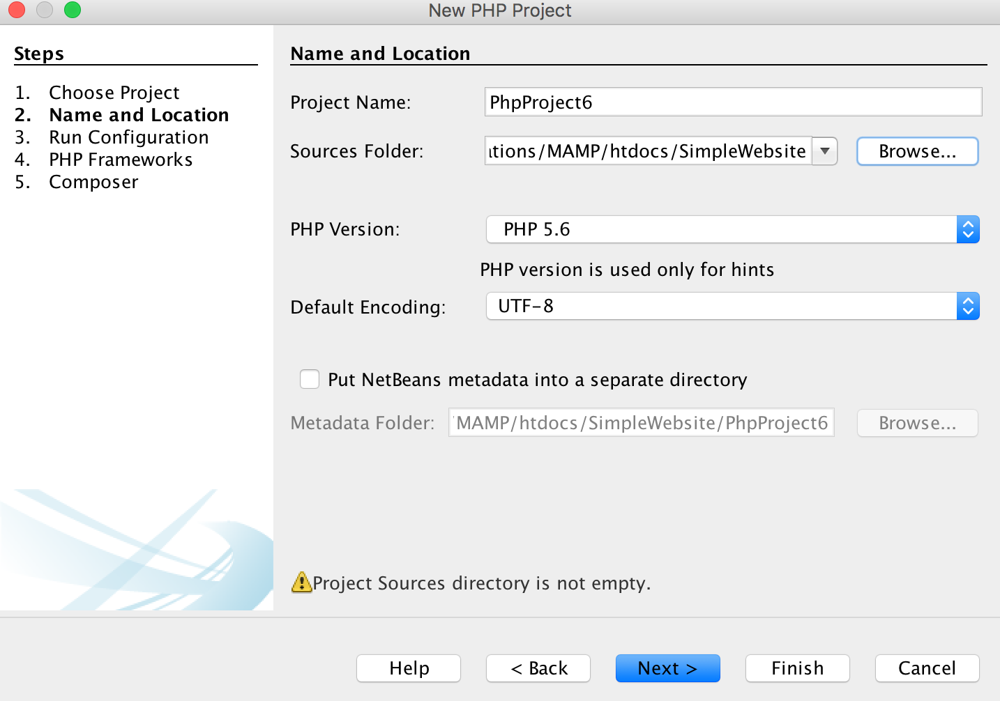 New PHP Project
Steps
1. Choose Project
2. Name and Location
3. Run Configuration
4. PHP Frameworks
5. Composer
Name and Location
Project Name: PhpProject6
Sources Folder: ations/MAMP/htdocs/SimpleWebsite Browse...
PHP Version: PHP 5.6
PHP version is used only for hints
Default Encoding: UTF-8
Put NetBeans metadata into a separate directory
Metadata Folder: /MAMP/htdocs/SimpleWebsite/PhpProject6 Browse...
Project Sources directory is not empty.
Help < Back Next > Finish Cancel